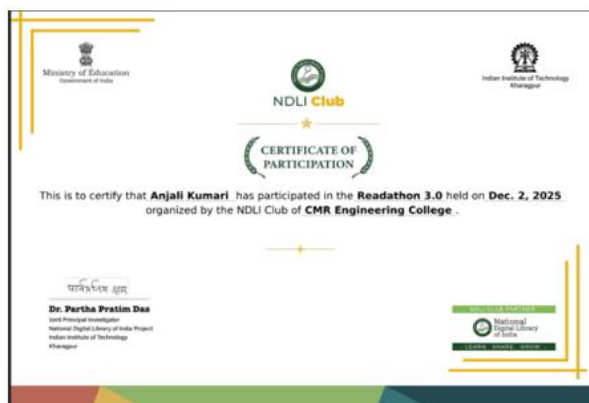 Ministry of Education
Government of India
NDLI Club
Indian Institute of Technology
Kharagpur
CERTIFICATE OF
PARTICIPATION
This is to certify that Anjali Kumari has participated in the Readathon 3.0 held on Dec. 2, 2025
organized by the NDLI Club of CMR Engineering College .
Dr. Partha Pratim Das
Joint Principal Investigator
National Digital Library of India Project
Indian Institute of Technology
Kharagpur
NDLI CLUB PARTNER
National
Digital Library
of India
- LEARN SHARE GROW -